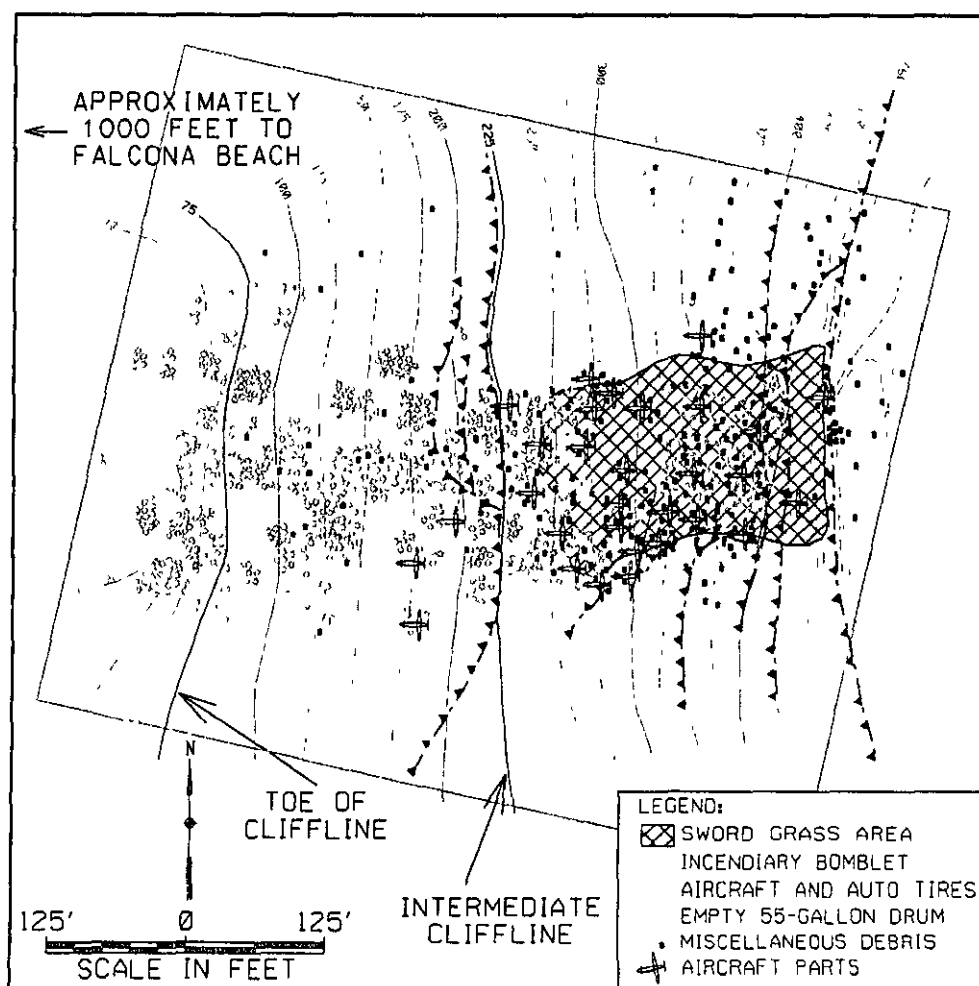 APPROXIMATELY
1000 FEET TO
FALCONA BEACH
75
100
175
200
225
300
TOE OF
CLIFFLINE
INTERMEDIATE
CLIFFLINE
N
125' 0 125'
SCALE IN FEET
LEGEND:
SWORD GRASS AREA
INCENDIARY BOMBLET
AIRCRAFT AND AUTO TIRES
EMPTY 55-GALLON DRUM
MISCELLANEOUS DEBRIS
AIRCRAFT PARTS